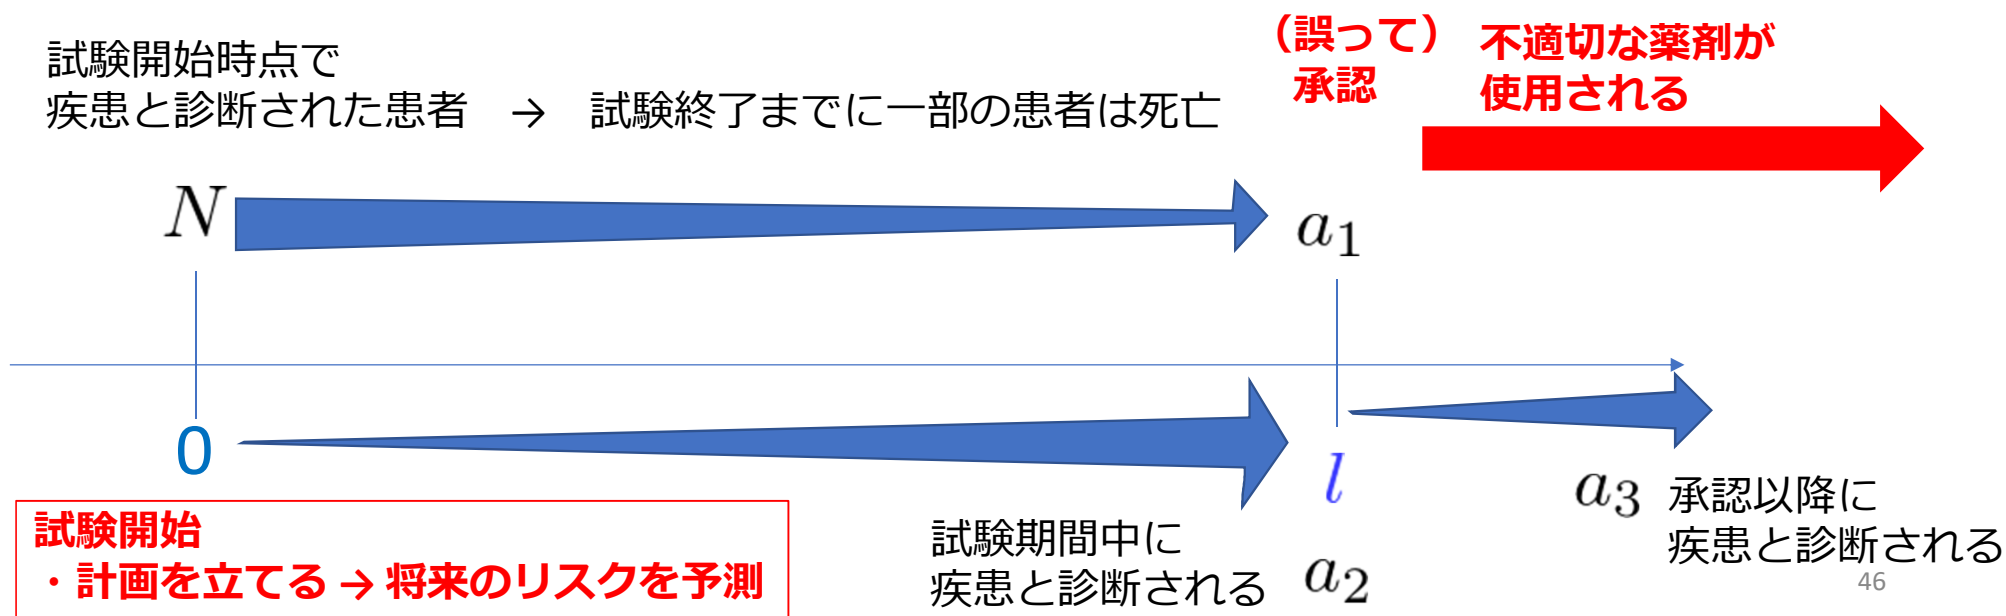 試験開始時点で
疾患と診断された患者 → 試験終了までに一部の患者は死亡
（誤って）
承認
不適切な薬剤が
使用される
N
a1
0
l
試験開始
・計画を立てる → 将来のリスクを予測
試験期間中に
疾患と診断される
a2
a3
承認以降に
疾患と診断される
46